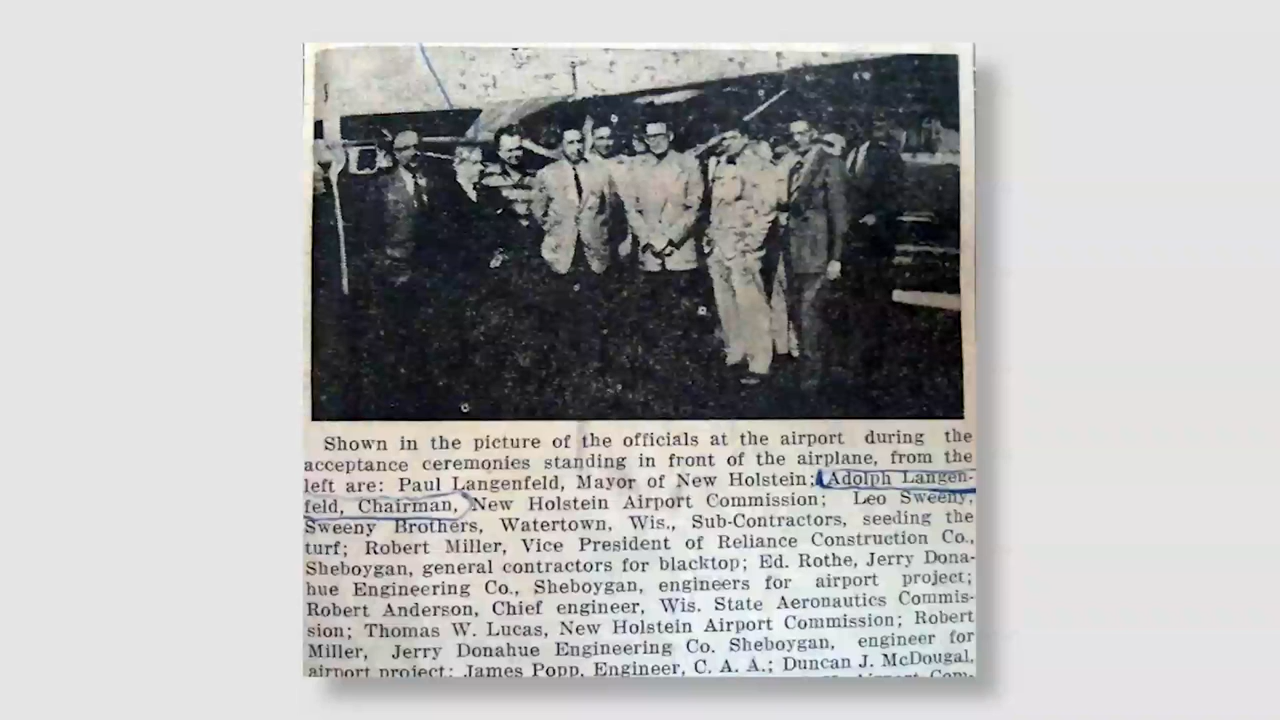 Shown in the picture of the officials at the airport during the
acceptance ceremonies standing in front of the airplane, from the
left are: Paul Langenfeld, Mayor of New Holstein; Adolph Langen-
feld, Chairman, New Holstein Airport Commission; Leo Sweeny,
Sweeny Brothers, Watertown, Wis., Sub-Contractors, seeding the
turf; Robert Miller, Vice President of Reliance Construction Co.,
Sheboygan, general contractors for blacktop; Ed. Rothe, Jerry Dona-
hue Engineering Co., Sheboygan, engineers for airport project;
Robert Anderson, Chief engineer, Wis. State Aeronautics Commis-
sion; Thomas W. Lucas, New Holstein Airport Commission; Robert
Miller, Jerry Donahue Engineering Co. Sheboygan, engineer for
airport project; James Popp, Engineer, C. A. A.; Duncan J. McDougal,
Airport Com-